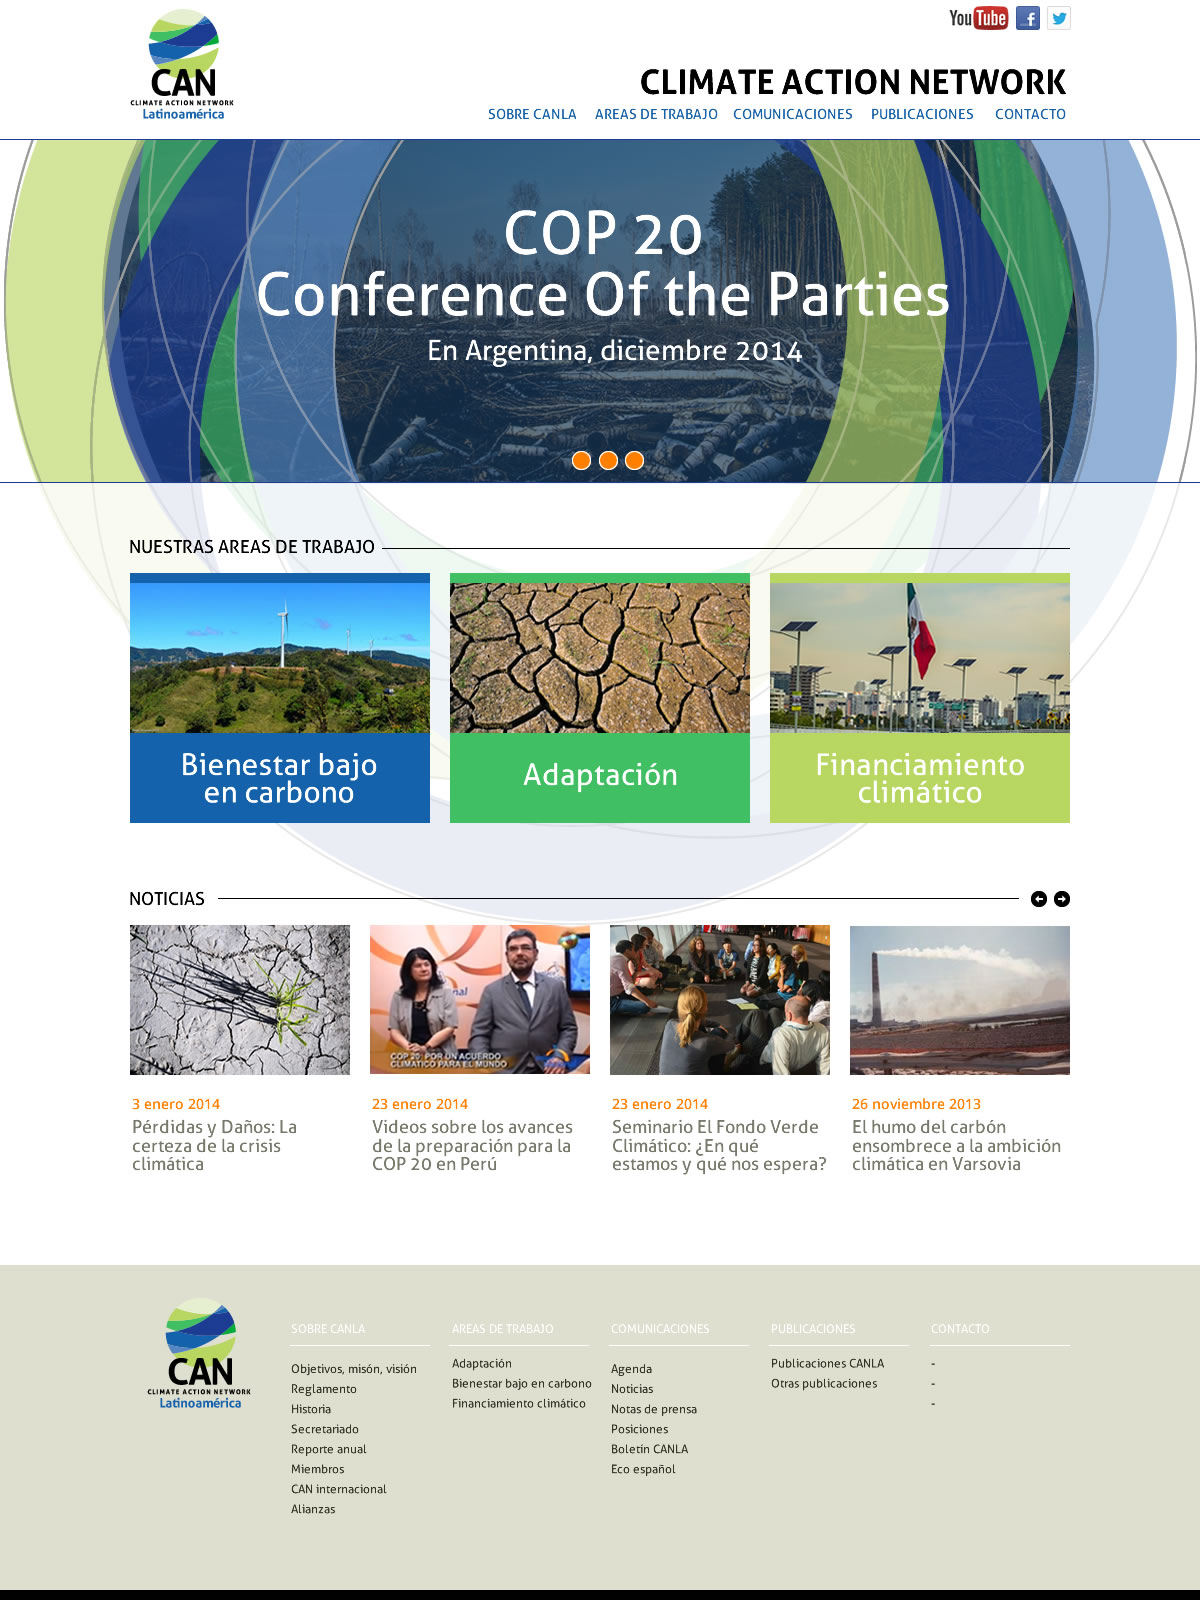 You Tube
CAN
CLIMATE ACTION NETWORK
Latinoamérica
CLIMATE ACTION NETWORK
SOBRE CANLA
AREAS DE TRABAJO
COMUNICACIONES
PUBLICACIONES
CONTACTO
COP 20
Conference Of the Parties
En Argentina, diciembre 2014
NUESTRAS AREAS DE TRABAJO
Bienestar bajo
en carbono
Adaptación
Financiamiento
climático
NOTICIAS
COP 20: POR UN ACUERDO
CLIMÁTICO PARA EL MUNDO
3 enero 2014
Pérdidas y Daños: La
certeza de la crisis
climática
23 enero 2014
Videos sobre los avances
de la preparación para la
COP 20 en Perú
23 enero 2014
Seminario El Fondo Verde
Climático: ¿En qué
estamos y qué nos espera?
26 noviembre 2013
El humo del carbón
ensombrece a la ambición
climática en Varsovia
CAN
CLIMATE ACTION NETWORK
Latinoamérica
SOBRE CANLA
Objetivos, misón, visión
Reglamento
Historia
Secretariado
Reporte anual
Miembros
CAN internacional
Alianzas
AREAS DE TRABAJO
Adaptación
Bienestar bajo en carbono
Financiamiento climático
COMUNICACIONES
Agenda
Noticias
Notas de prensa
Posiciones
Boletin CANLA
Eco español
PUBLICACIONES
Publicaciones CANLA
Otras publicaciones
CONTACTO
-
-
-